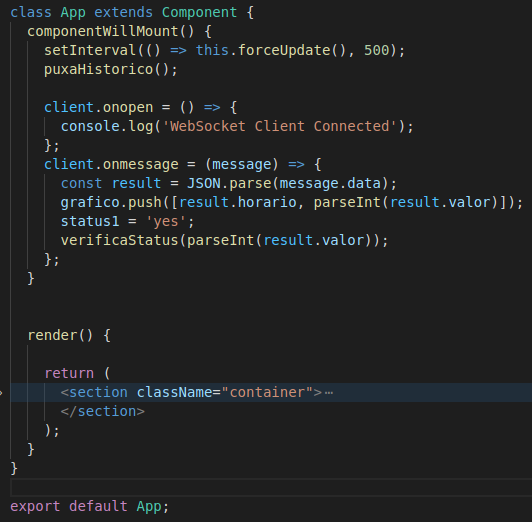 class App extends Component {
componentWillMount() {
setInterval(() => this.forceUpdate(), 500);
puxaHistorico();
client.onopen = () => {
console.log('WebSocket Client Connected');
};
client.onmessage = (message) => {
const result = JSON.parse(message.data);
grafico.push([result.horario, parseInt(result.valor)]);
status1 = 'yes';
verificaStatus(parseInt(result.valor));
};
}
render() {
return (
<section className="container">⋯
</section>
);
}
}
export default App;